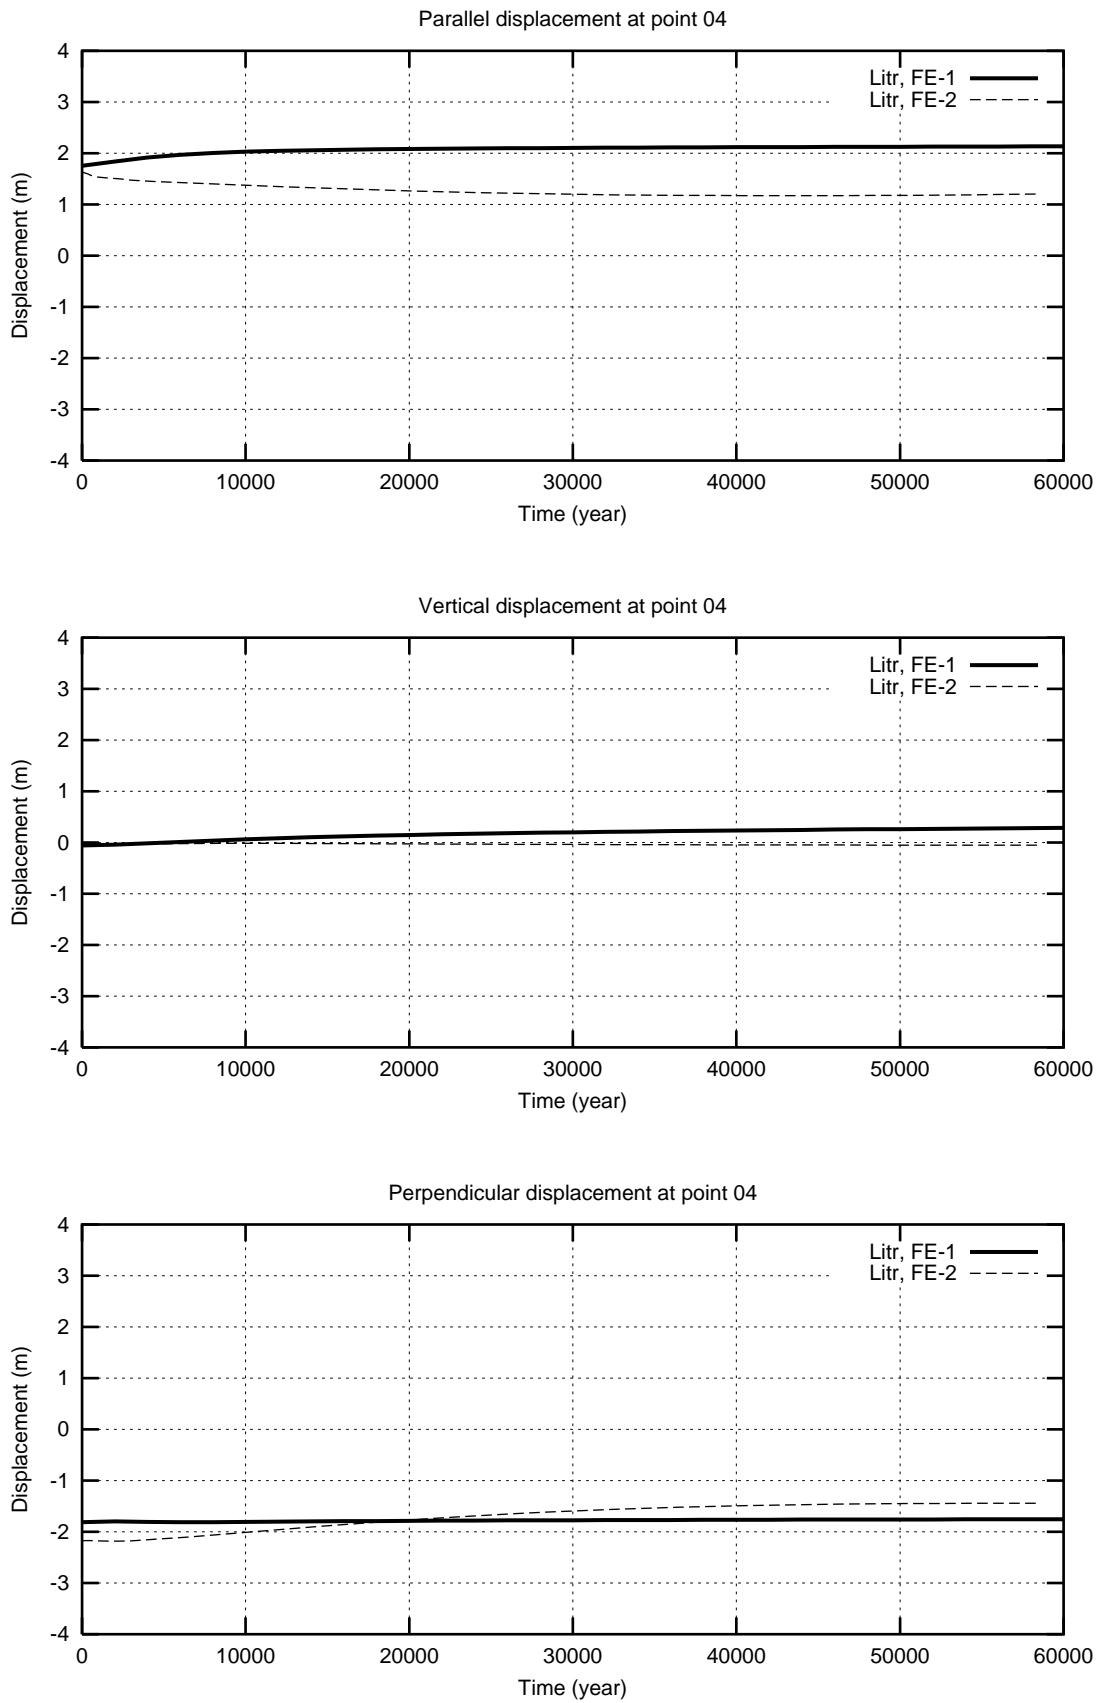 Parallel displacement at point 04
4
3
2
1
0
-1
-2
-3
-4
Displacement (m)
Litr, FE-1
Litr, FE-2
0 10000 20000 30000 40000 50000 60000
Time (year)
Vertical displacement at point 04
4
3
2
1
0
-1
-2
-3
-4
Displacement (m)
Litr, FE-1
Litr, FE-2
0 10000 20000 30000 40000 50000 60000
Time (year)
Perpendicular displacement at point 04
4
3
2
1
0
-1
-2
-3
-4
Displacement (m)
Litr, FE-1
Litr, FE-2
0 10000 20000 30000 40000 50000 60000
Time (year)